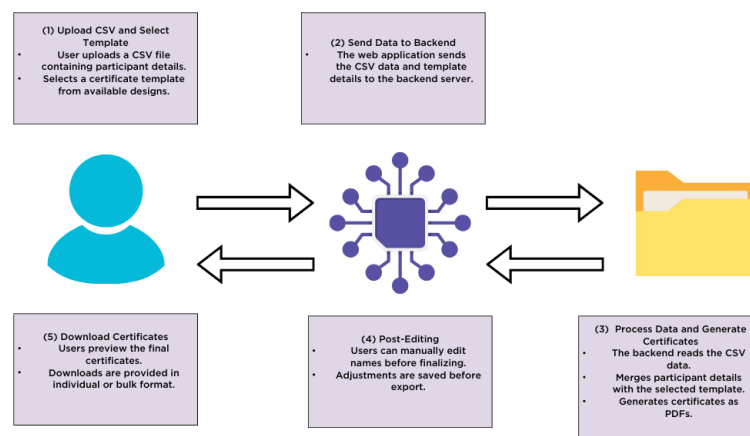 (1) Upload CSV and Select
Template
• User uploads a CSV file
containing participant details.
• Selects a certificate template
from available designs.
(2) Send Data to Backend
• The web application sends
the CSV data and template
details to the backend server.
(3) Process Data and Generate
Certificates
• The backend reads the CSV
data.
• Merges participant details
with the selected template.
• Generates certificates as
PDFs.
(4) Post-Editing
• Users can manually edit
names before finalizing.
• Adjustments are saved before
export.
(5) Download Certificates
• Users preview the final
certificates.
• Downloads are provided in
individual or bulk format.